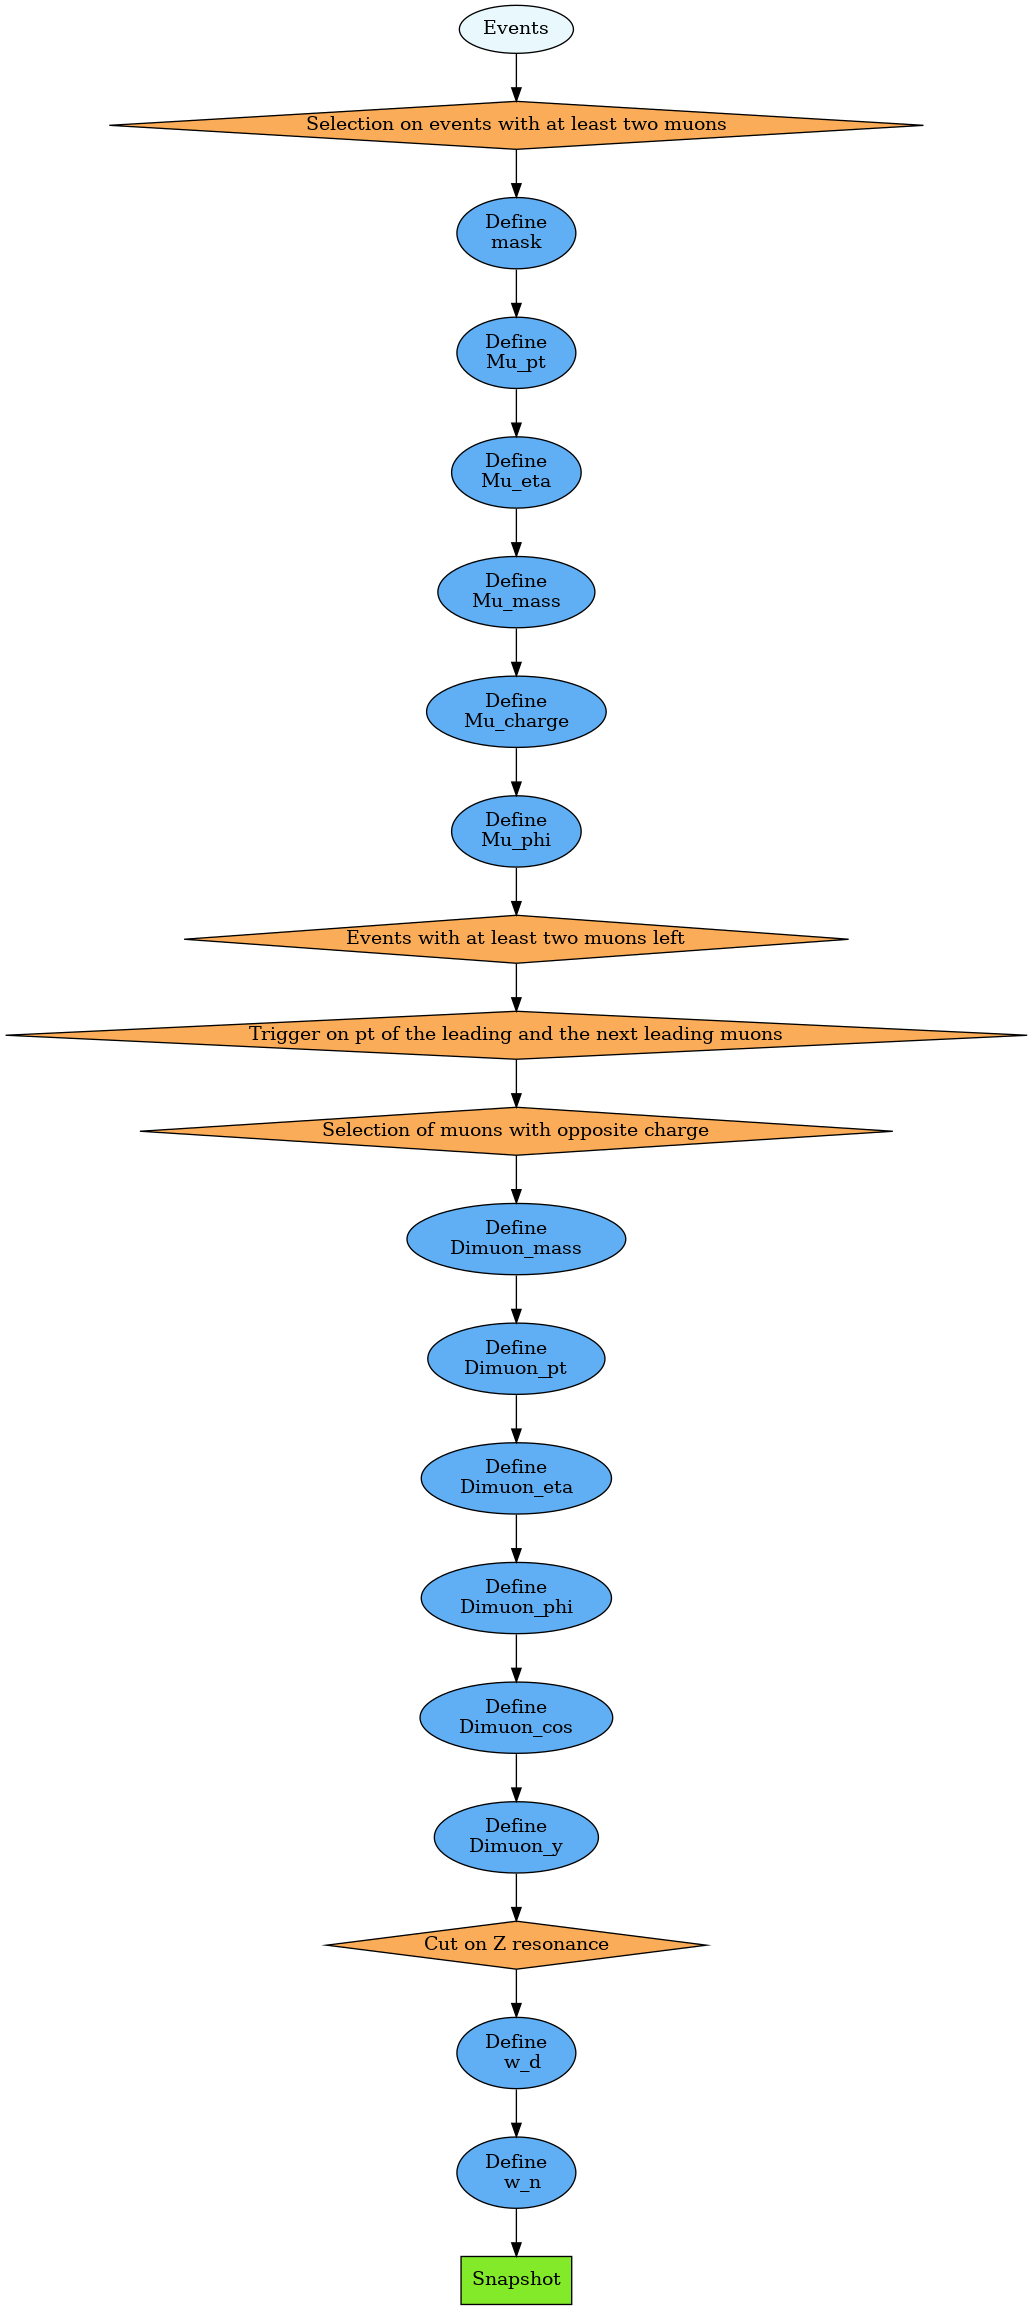 Events
Selection on events with at least two muons
Define
mask
Define
Mu_pt
Define
Mu_eta
Define
Mu_mass
Define
Mu_charge
Define
Mu_phi
Events with at least two muons left
Trigger on pt of the leading and the next leading muons
Selection of muons with opposite charge
Define
Dimuon_mass
Define
Dimuon_pt
Define
Dimuon_eta
Define
Dimuon_phi
Define
Dimuon_cos
Define
Dimuon_y
Cut on Z resonance
Define
w_d
Define
w_n
Snapshot